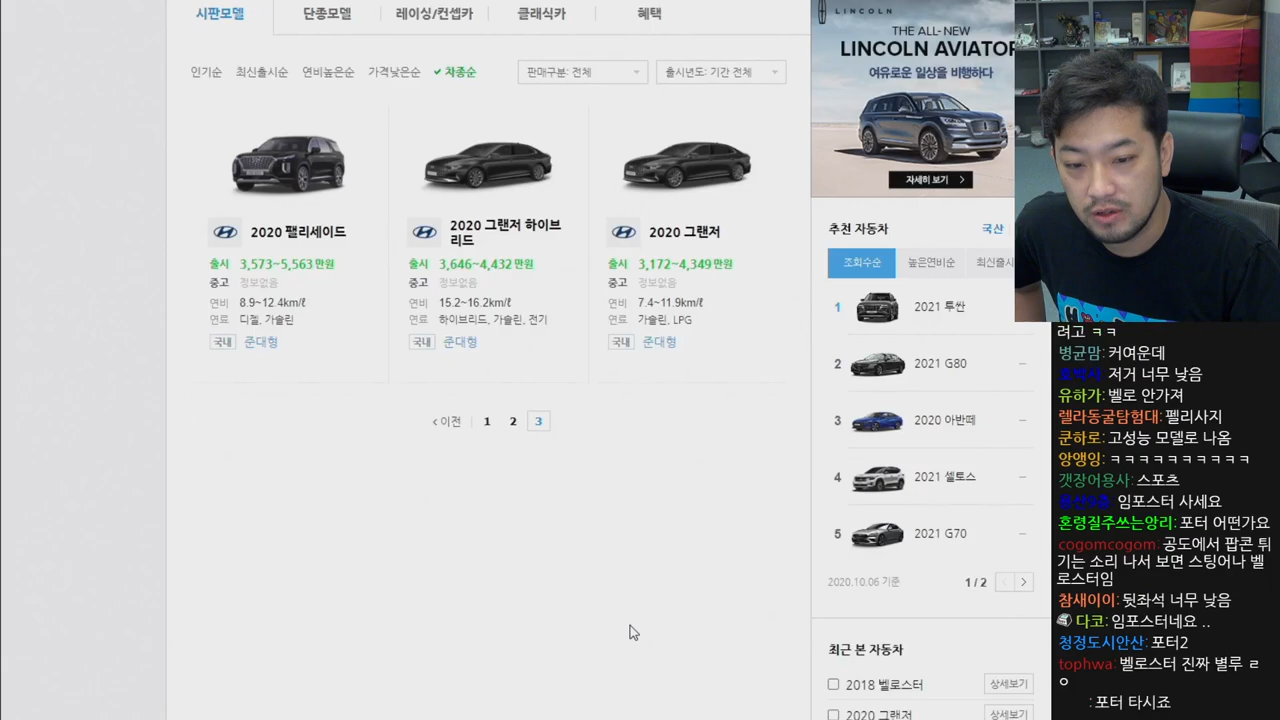 시판모델
단종모델
레이싱/컨셉카
클래식카
혜택
인기순
최신출시순
연비높은순
가격낮은순
차종순
판매구분: 전체
출시년도: 기간 전체
2020 팰리세이드
출시 3,573~5,563 만원
중고 정보없음
연비 8.9~12.4km/ℓ
연료 디젤, 가솔린
국내 준대형
2020 그랜저 하이브
리드
출시 3,646~4,432 만원
중고 정보없음
연비 15.2~16.2km/ℓ
연료 하이브리드, 가솔린, 전기
국내 준대형
2020 그랜저
출시 3,172~4,349 만원
중고 정보없음
연비 7.4~11.9km/ℓ
연료 가솔린, LPG
국내 준대형
이전
1
2
3
LINCOLN
THE ALL-NEW
LINCOLN AVIATOR
여유로운 일상을 비행하다
자세히 보기
추천 자동차
국산
조회수순
높은연비순
최신출시
1 2021 투싼
2 2021 G80
3 2020 아반떼
4 2021 셀토스
5 2021 G70
2020.10.06 기준
1 / 2
최근 본 자동차
2018 벨로스터 상세보기
2020 그랜저 상세보기
려고 ㅋㅋ
병균맘: 커여운데
저거 너무 낮음
유하가: 벨로 안가져
렐라동굴탐험대: 펠리사지
쿤하로: 고성능 모델로 나옴
앙앵잉: ㅋㅋㅋㅋㅋㅋㅋㅋㅋㅋ
갯장어용사: 스포츠
임포스터 사세요
혼령질주쓰는앙리: 포터 어떤가요
cogomcogom: 공도에서 팝콘 튀
기는 소리 나서 보면 스팅어나 벨
로스터임
참새이이: 뒷좌석 너무 낮음
다코: 임포스터네요 ..
청정도시안산: 포터2
tophwa: 벨로스터 진짜 별루 ㄹ
ㅇ
: 포터 타시죠